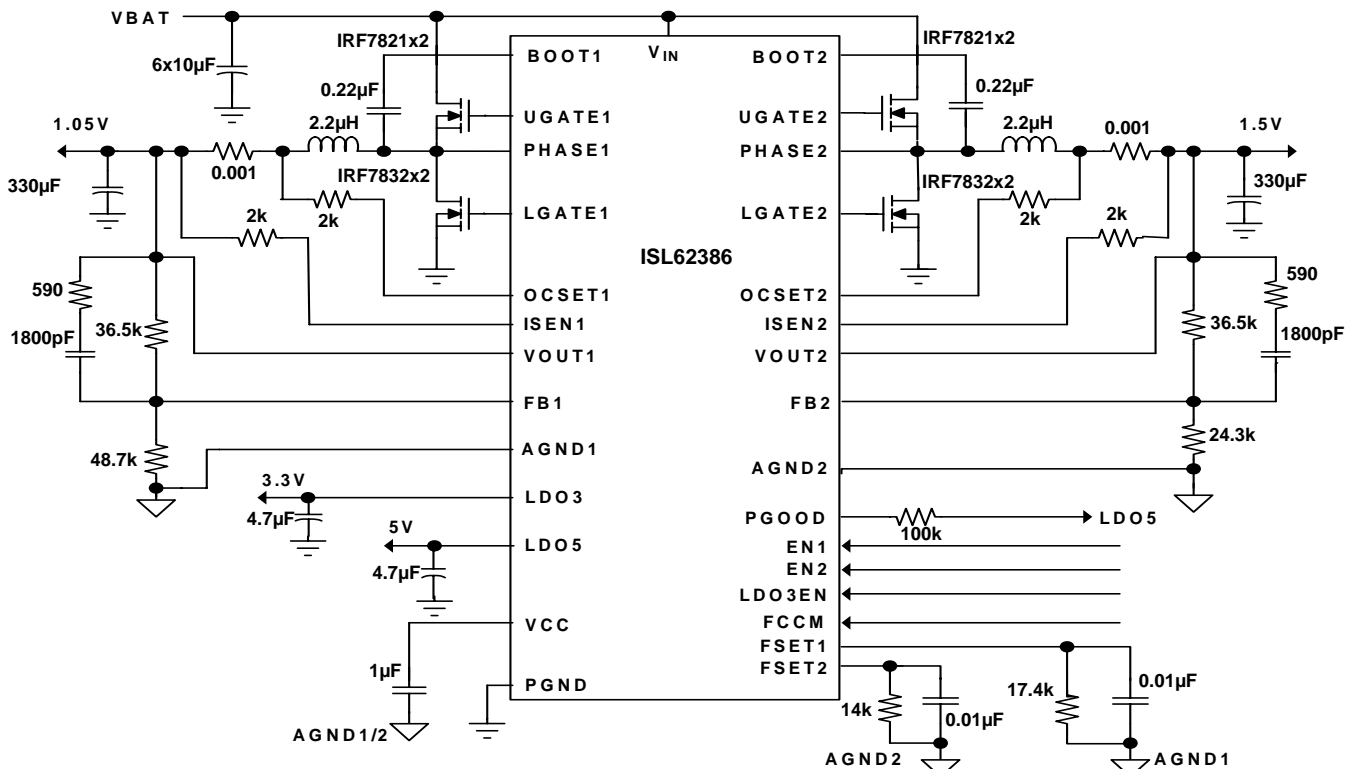 VBAT
6x10µF
IRF7821x2
BOOT1
VIN
BOOT2
IRF7821x2
0.22µF
0.22µF
UGATE1
UGATE2
1.05V
2.2µH
2.2µH
0.001
1.5V
PHASE1
PHASE2
0.001
IRF7832x2
IRF7832x2
330µF
330µF
2k
2k
LGATE1
LGATE2
2k
2k
ISL62386
590
OCSET1
OCSET2
590
ISEN1
ISEN2
1800pF
36.5k
36.5k
1800pF
VOUT1
VOUT2
FB1
FB2
48.7k
24.3k
AGND1
AGND2
3.3V
LDO3
4.7µF
PGOOD
100k
LDO5
5V
LDO5
4.7µF
EN1
EN2
LDO3EN
VCC
FCCM
FSET1
FSET2
1µF
PGND
14k
0.01µF
17.4k
0.01µF
AGND1/2
AGND2
AGND1